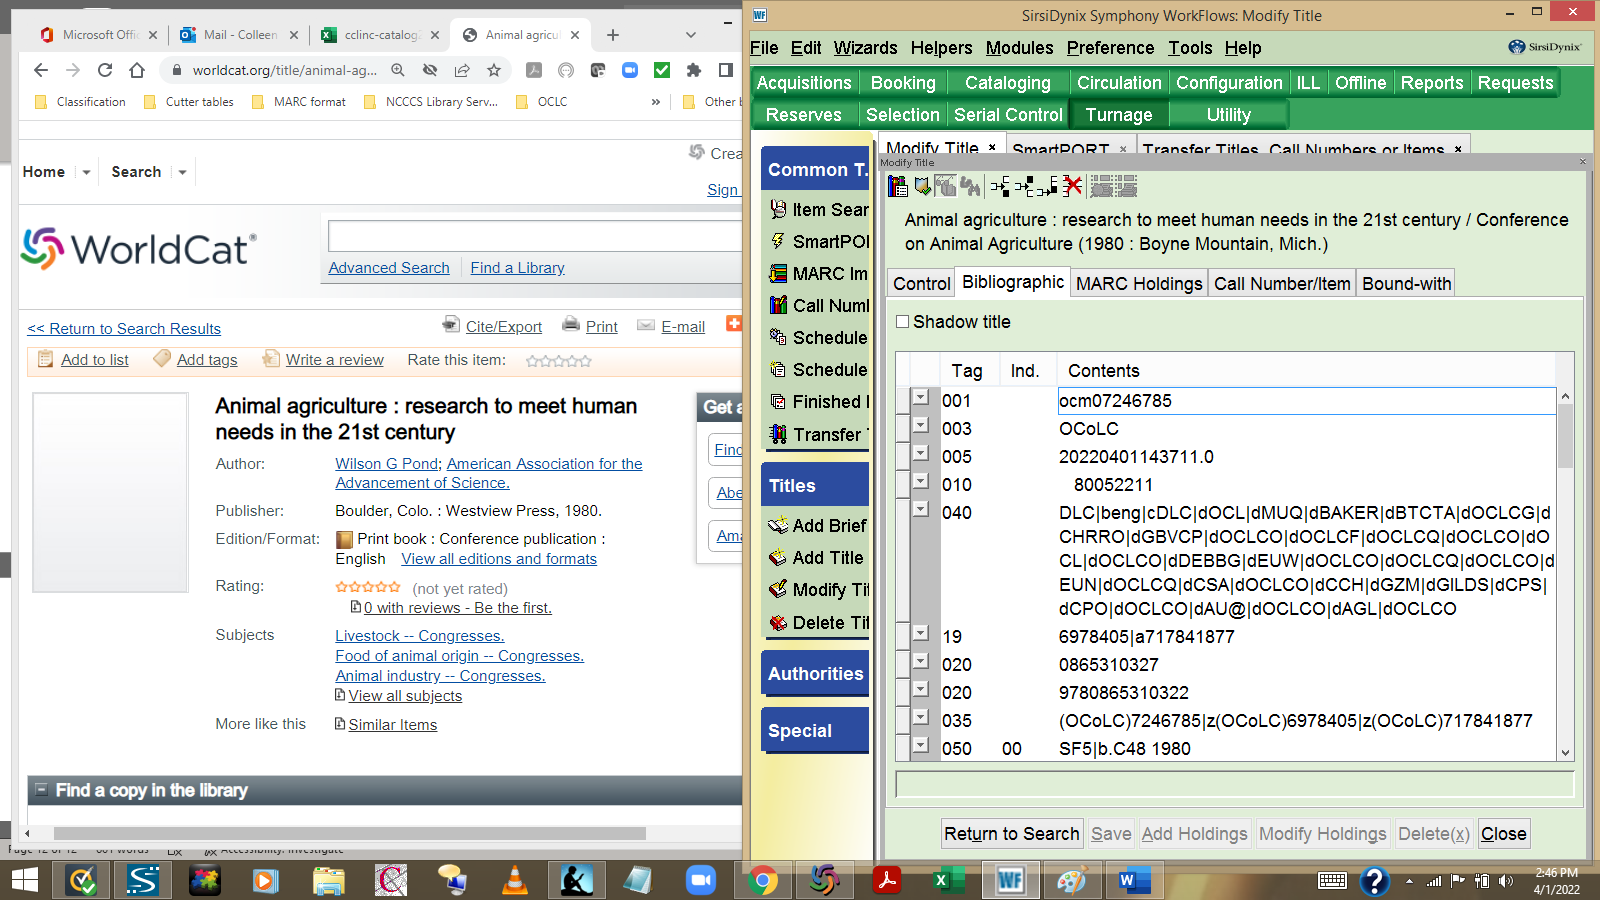 Microsoft Offic
Mail - Colleen
cclinc-catalog
Animal agricul
worldcat.org/title/animal-ag...
Classification
Cutter tables
MARC format
NCCCS Library Serv...
OCLC
»
Other b
Home
Search
Crea
Sign
WorldCat
Advanced Search
Find a Library
<< Return to Search Results
Cite/Export
Print
E-mail
Add to list
Add tags
Write a review
Rate this item:
Animal agriculture : research to meet human
needs in the 21st century
Get a
Find
Abe
Ama
Author: Wilson G Pond; American Association for the
Advancement of Science.
Publisher: Boulder, Colo. : Westview Press, 1980.
Edition/Format: Print book : Conference publication :
English View all editions and formats
Rating: (not yet rated)
0 with reviews - Be the first.
Subjects Livestock -- Congresses.
Food of animal origin -- Congresses.
Animal industry -- Congresses.
View all subjects
More like this Similar Items
Find a copy in the library
WF
SirsiDynix Symphony WorkFlows: Modify Title
File Edit Wizards Helpers Modules Preference Tools Help
SirsiDynix
Acquisitions Booking Cataloging Circulation Configuration ILL Offline Reports Requests
Reserves Selection Serial Control Turnage Utility
Common T...
Item Sear
SmartPOR
MARC Im
Call Numb
Schedule
Schedule
Finished
Transfer
Titles
Add Brief
Add Title
Modify Tit
Delete Tit
Authorities
Special
Modify Title
SmartPORT
Transfer Titles, Call Numbers or Items
Modify Title
Animal agriculture : research to meet human needs in the 21st century / Conference
on Animal Agriculture (1980 : Boyne Mountain, Mich.)
Control Bibliographic MARC Holdings Call Number/Item Bound-with
Shadow title
Tag Ind. Contents
001 ocm07246785
003 OCoLC
005 20220401143711.0
010 80052211
040 DLC|beng|cDLC|dOCL|dMUQ|dBAKER|dBTCTA|dOCLCG|d
CHRRO|dGBVCP|dOCLCO|dOCLCF|dOCLCQ|dOCLCO|dO
CL|dOCLCO|dDEBBG|dEUW|dOCLCO|dOCLCQ|dOCLCO|d
EUN|dOCLCQ|dCSA|dOCLCO|dCCH|dGZM|dGILDS|dCPS|
dCPO|dOCLCO|dAU@|dOCLCO|dAGL|dOCLCO
19 6978405|a717841877
020 0865310327
020 9780865310322
035 (OCoLC)7246785|z(OCoLC)6978405|z(OCoLC)717841877
050 00 SF5|b.C48 1980
Return to Search Save Add Holdings Modify Holdings Delete(x) Close
2:46 PM
4/1/2022